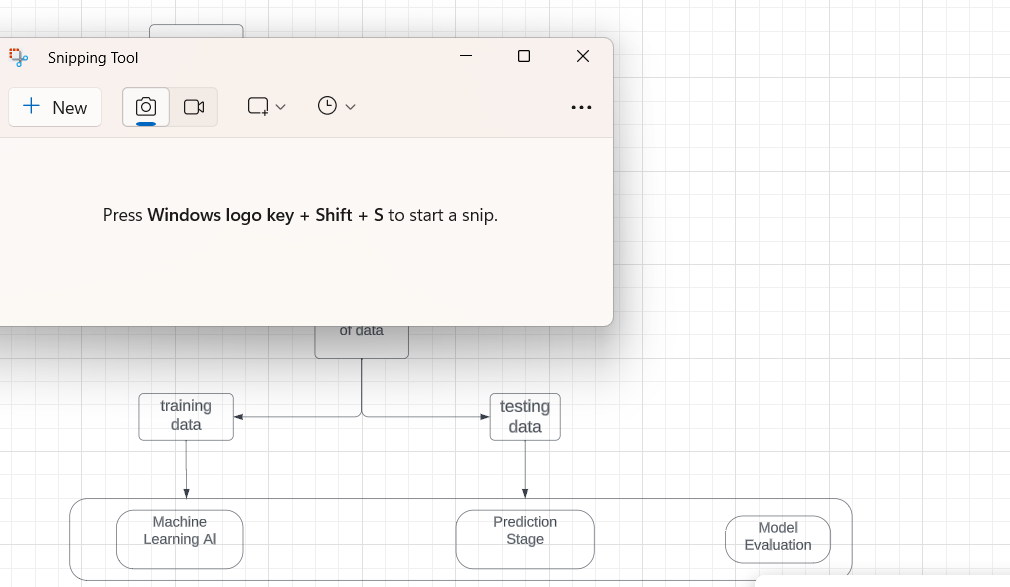 Snipping Tool
New
Press Windows logo key + Shift + S to start a snip.
of data
training
data
testing
data
Machine
Learning AI
Prediction
Stage
Model
Evaluation